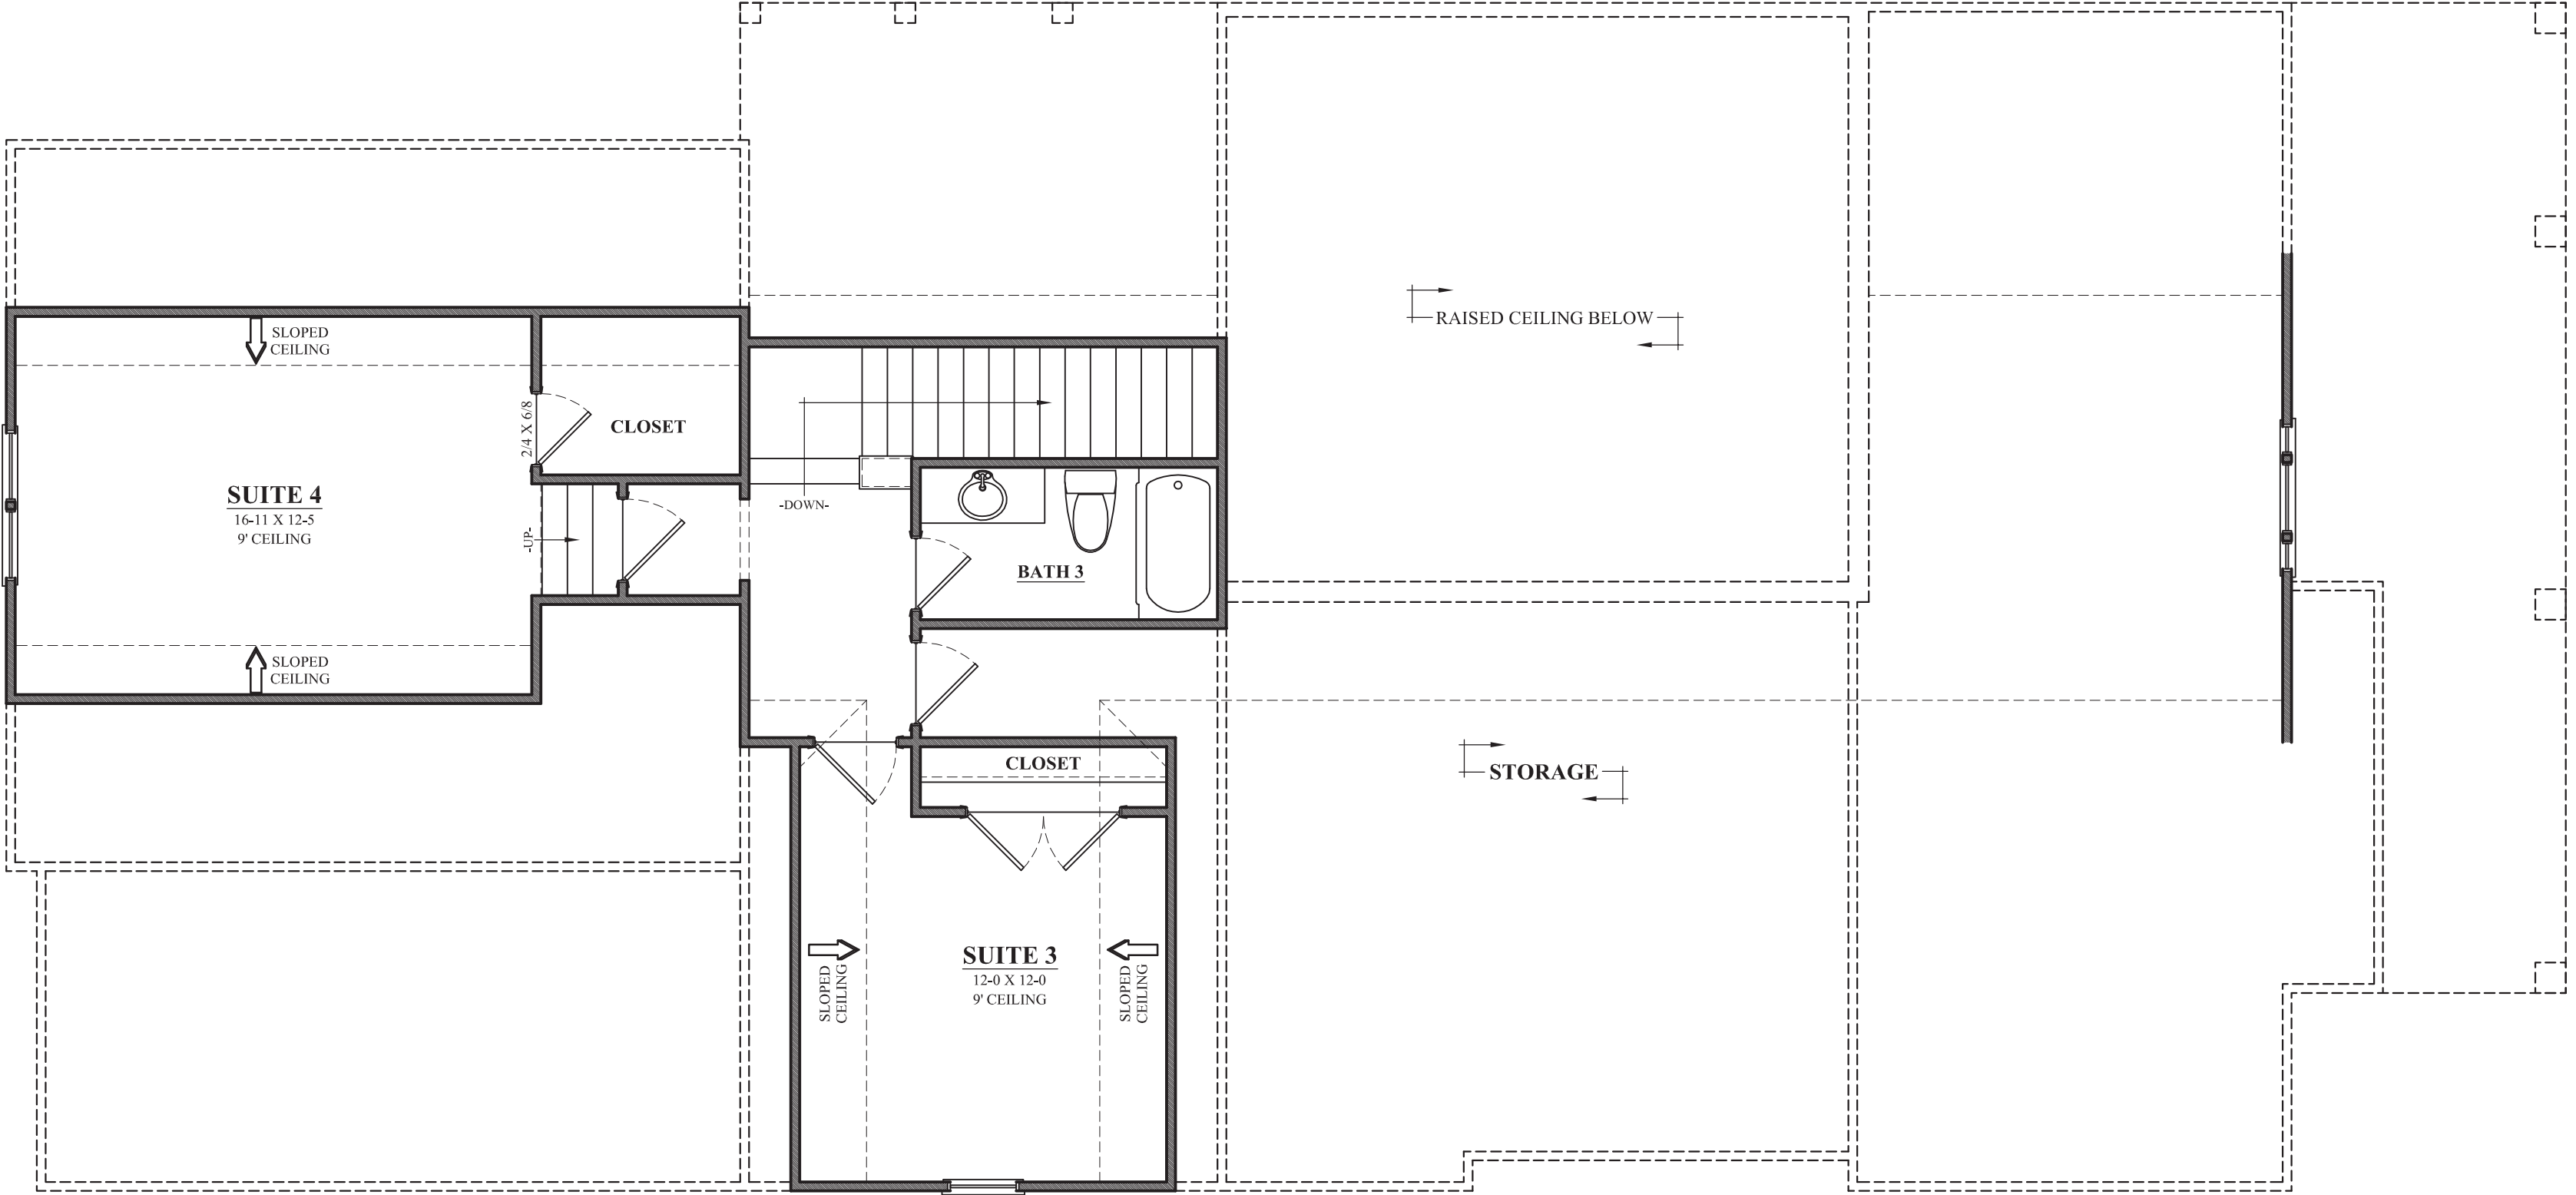 RAISED CEILING BELOW
SLOPED
CEILING
2/4 X 6/8
CLOSET
SUITE 4
16-11 X 12-5
9' CEILING
-UP-
-DOWN-
BATH 3
SLOPED
CEILING
CLOSET
STORAGE
SLOPED
CEILING
SUITE 3
12-0 X 12-0
9' CEILING
SLOPED
CEILING